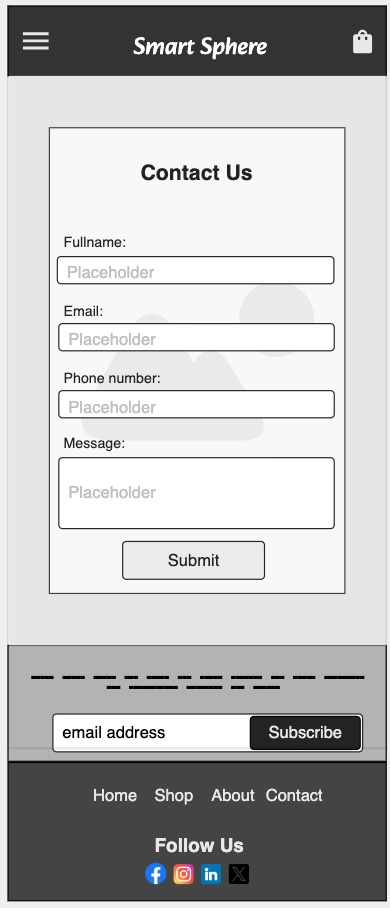 Smart Sphere
Contact Us
Fullname:
Placeholder
Email:
Placeholder
Phone number:
Placeholder
Message:
Placeholder
Submit
email address Subscribe
Home Shop About Contact
Follow Us